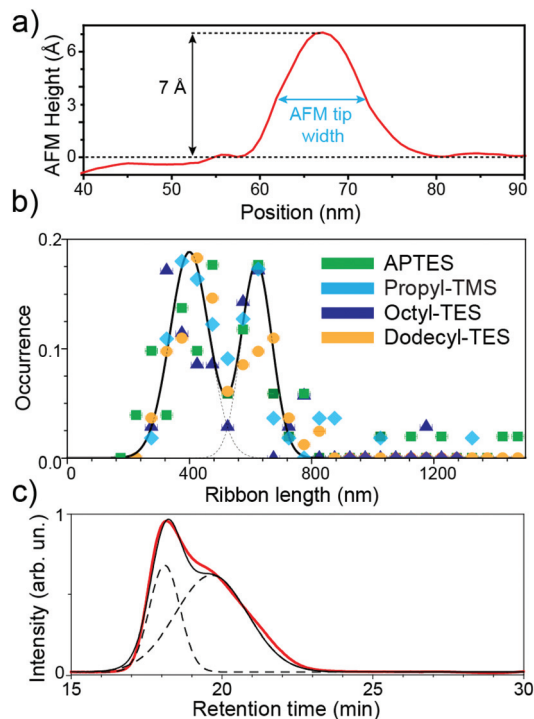 a)
AFM Height (Å)
6
3
0
7 Å
AFM tip
width
40 50 60 70 80 90
Position (nm)
b)
Occurrence
0.2
0.1
0.0
APTES
Propyl-TMS
Octyl-TES
Dodecyl-TES
0 400 800 1200
Ribbon length (nm)
c)
Intensity (arb. un.)
1
0
15 20 25 30
Retention time (min)